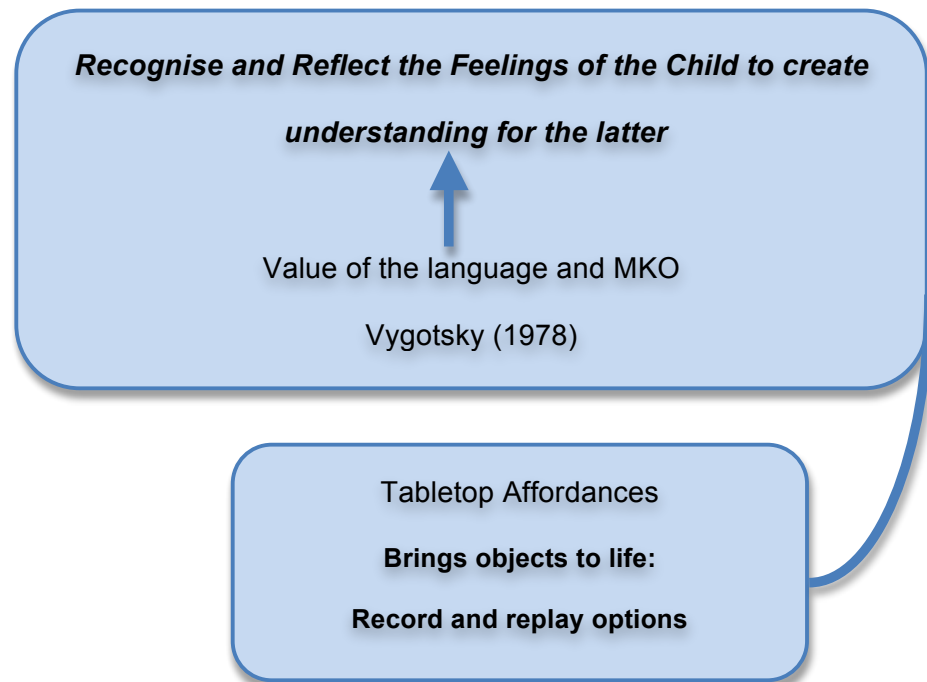 Recognise and Reflect the Feelings of the Child to create
understanding for the latter
Value of the language and MKO
Vygotsky (1978)
Tabletop Affordances
Brings objects to life:
Record and replay options